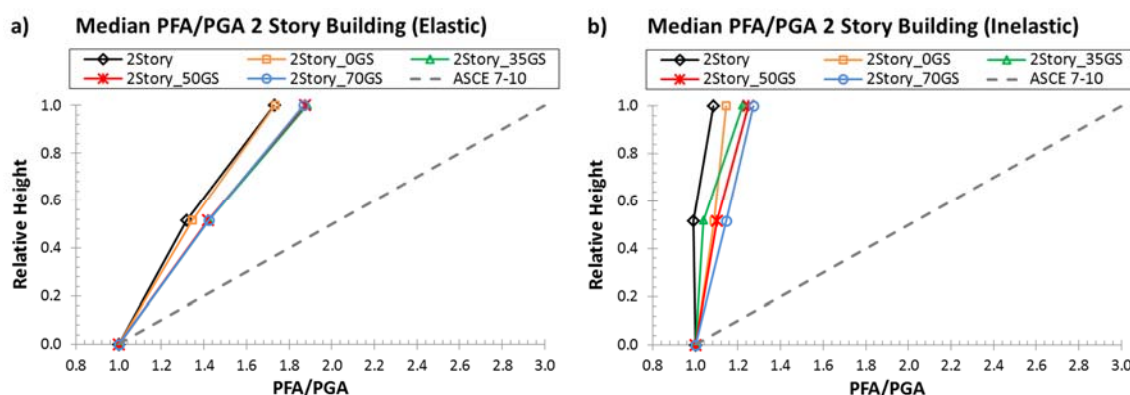 a) Median PFA/PGA 2 Story Building (Elastic)
2Story 2Story_0GS 2Story_35GS
2Story_50GS 2Story_70GS ASCE 7-10
1.0
0.8
0.6
0.4
0.2
0.0
Relative Height
0.8 1.0 1.2 1.4 1.6 1.8 2.0 2.2 2.4 2.6 2.8 3.0
PFA/PGA
b) Median PFA/PGA 2 Story Building (Inelastic)
2Story 2Story_0GS 2Story_35GS
2Story_50GS 2Story_70GS ASCE 7-10
1.0
0.8
0.6
0.4
0.2
0.0
Relative Height
0.8 1.0 1.2 1.4 1.6 1.8 2.0 2.2 2.4 2.6 2.8 3.0
PFA/PGA